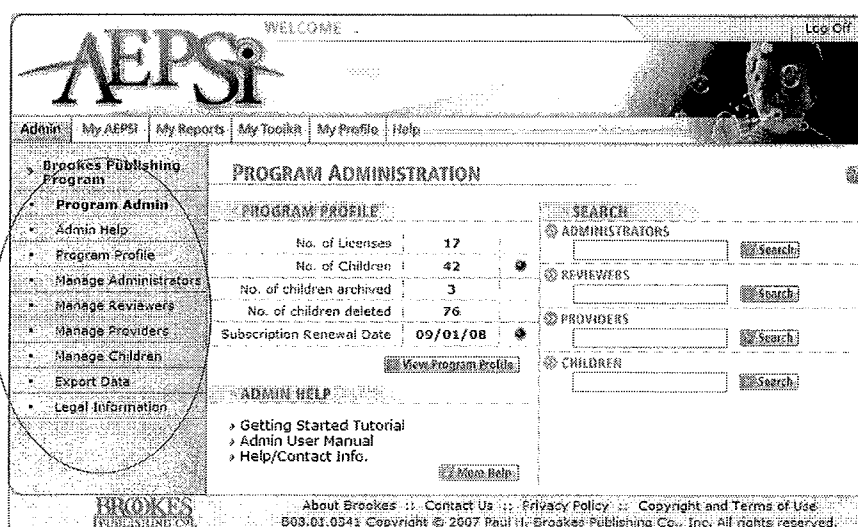 WELCOME
Log Off
AEPSi
Admin | My AEPSI | My Reports | My Toolkit | My Profile | Help
Brookes Publishing Program
Program Admin
Admin Help
Program Profile
Manage Administrators
Manage Reviewers
Manage Providers
Manage Children
Export Data
Legal Information
PROGRAM ADMINISTRATION
PROGRAM PROFILE
No. of Licenses 17
No. of Children 42
No. of children archived 3
No. of children deleted 76
Subscription Renewal Date 09/01/08
View Program Profile
ADMIN HELP
Getting Started Tutorial
Admin User Manual
Help/Contact Info.
More Help
SEARCH
ADMINISTRATORS
Search
REVIEWERS
Search
PROVIDERS
Search
CHILDREN
Search
BROOKES
PUBLISHING CO.
About Brookes :: Contact Us :: Privacy Policy :: Copyright and Terms of Use
B03.01.0341 Copyright © 2007 Paul H. Brookes Publishing Co., Inc. All rights reserved.